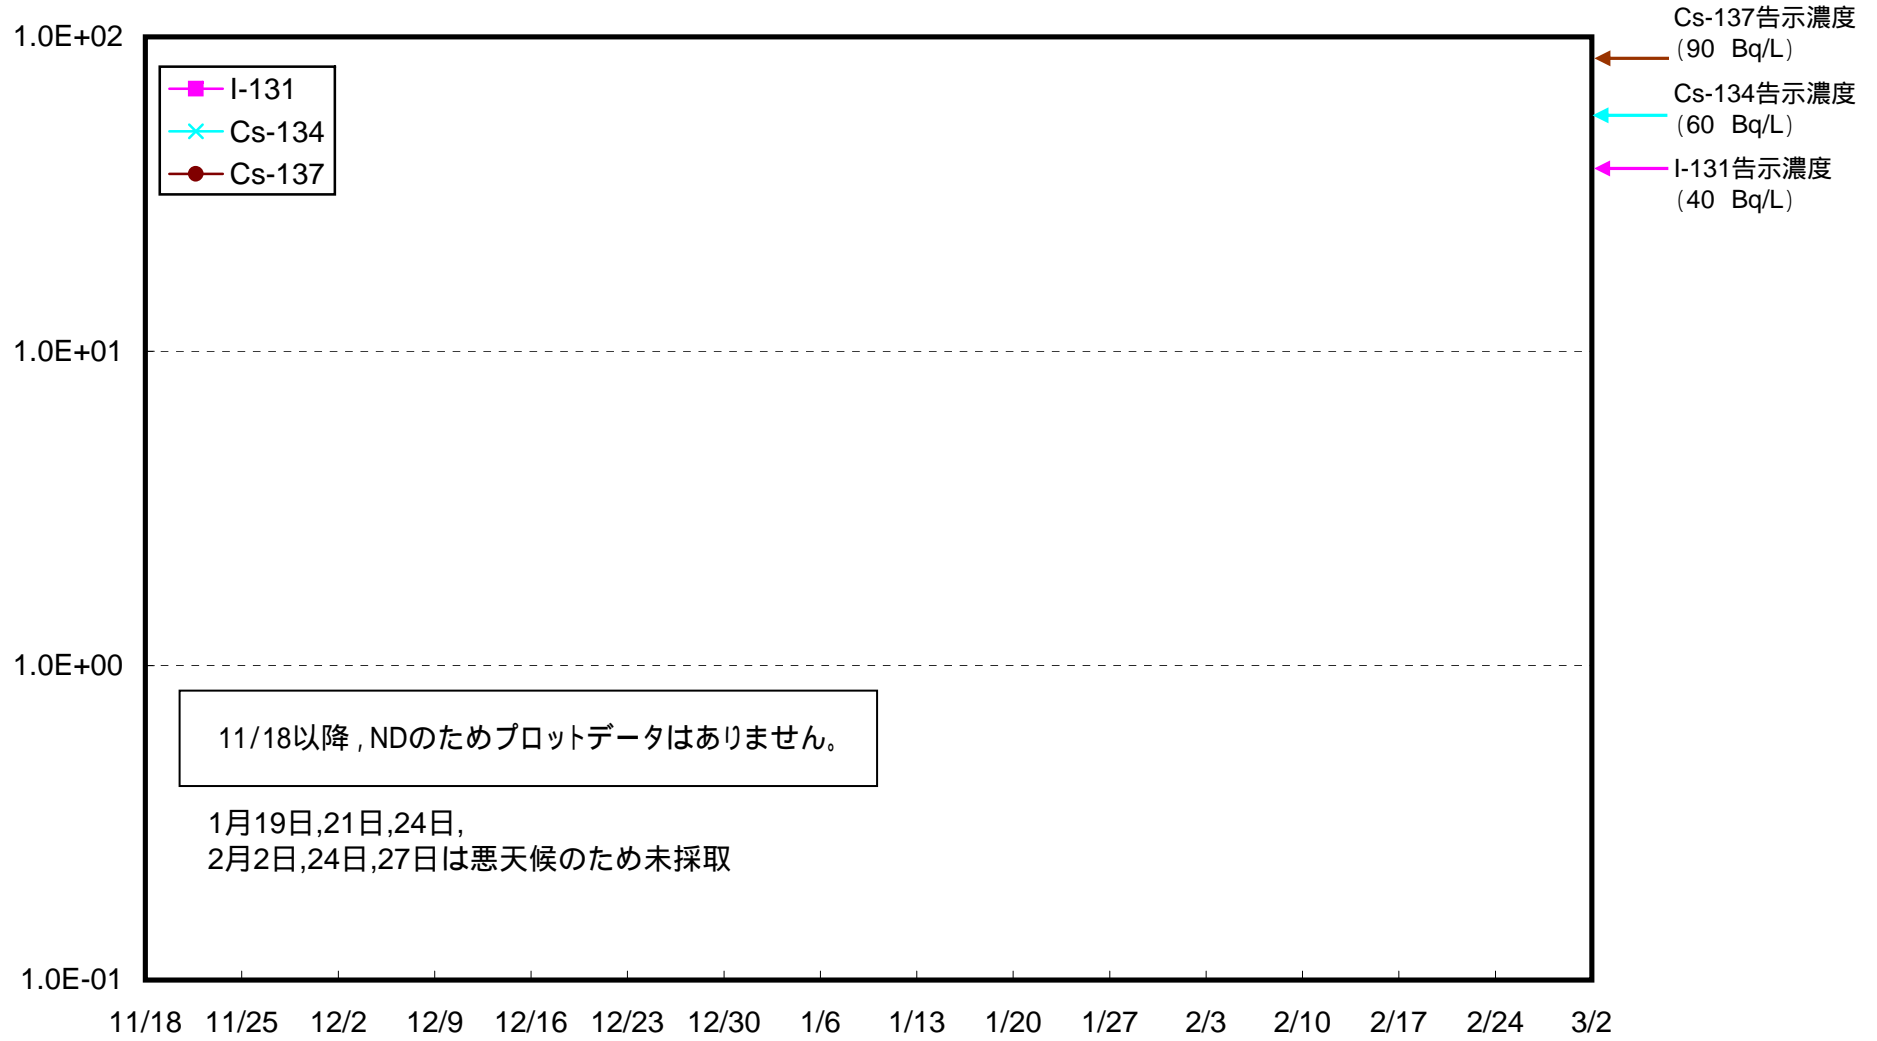 Cs-137告示濃度
(90 Bq/L)
1.0E+02
I-131
Cs-134
Cs-137
Cs-134告示濃度
(60 Bq/L)
I-131告示濃度
(40 Bq/L)
1.0E+01
1.0E+00
11/18以降,NDのためプロットデータはありません。
1月19日,21日,24日,
2月2日,24日,27日は悪天候のため未採取
1.0E-01
11/18 11/25 12/2 12/9 12/16 12/23 12/30 1/6 1/13 1/20 1/27 2/3 2/10 2/17 2/24 3/2